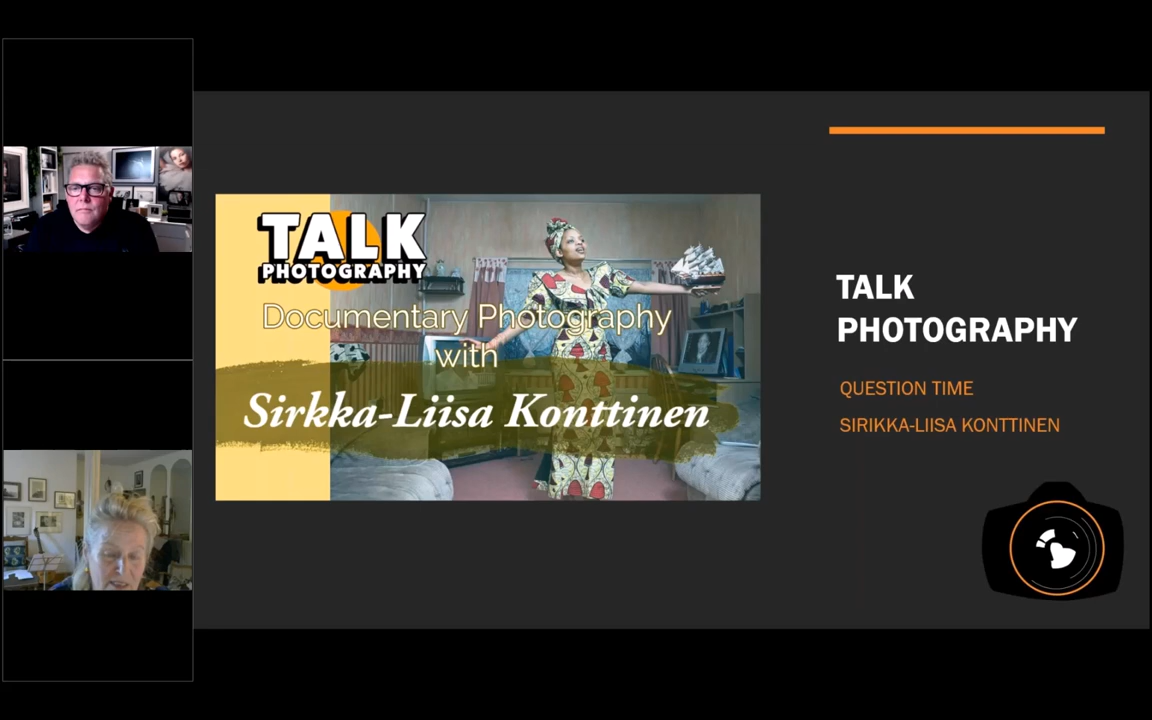 TALK
PHOTOGRAPHY
Documentary Photography
with
Sirkka-Liisa Konttinen
TALK
PHOTOGRAPHY
QUESTION TIME
SIRIKKA-LIISA KONTTINEN